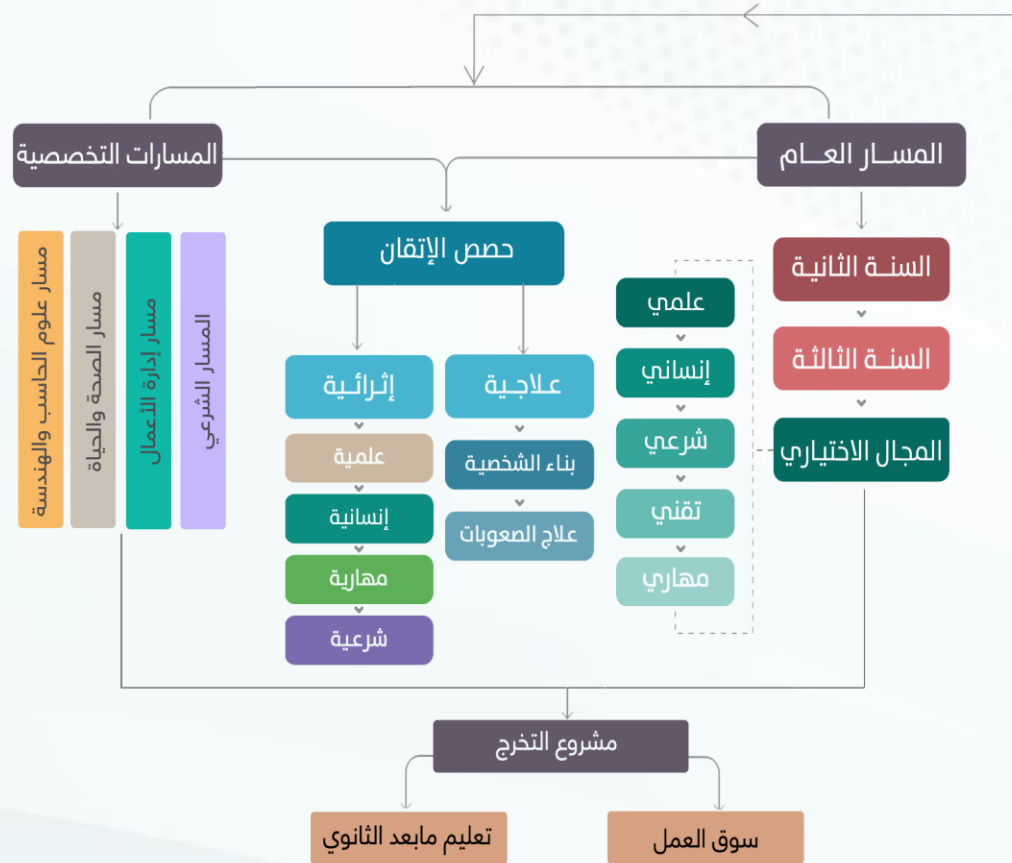 المسار العام
المسارات التخصصية
السنة الثانية
السنة الثالثة
المجال الاختياري
علمي
إنساني
شرعي
تقني
مهاري
حصص الإتقان
علاجية
بناء الشخصية
علاج الصعوبات
إثرائية
علمية
إنسانية
مهارية
شرعية
المسار الشرعي
مسار إدارة الأعمال
مسار الصحة والحياة
مسار علوم الحاسب والهندسة
مشروع التخرج
سوق العمل
تعليم مابعد الثانوي